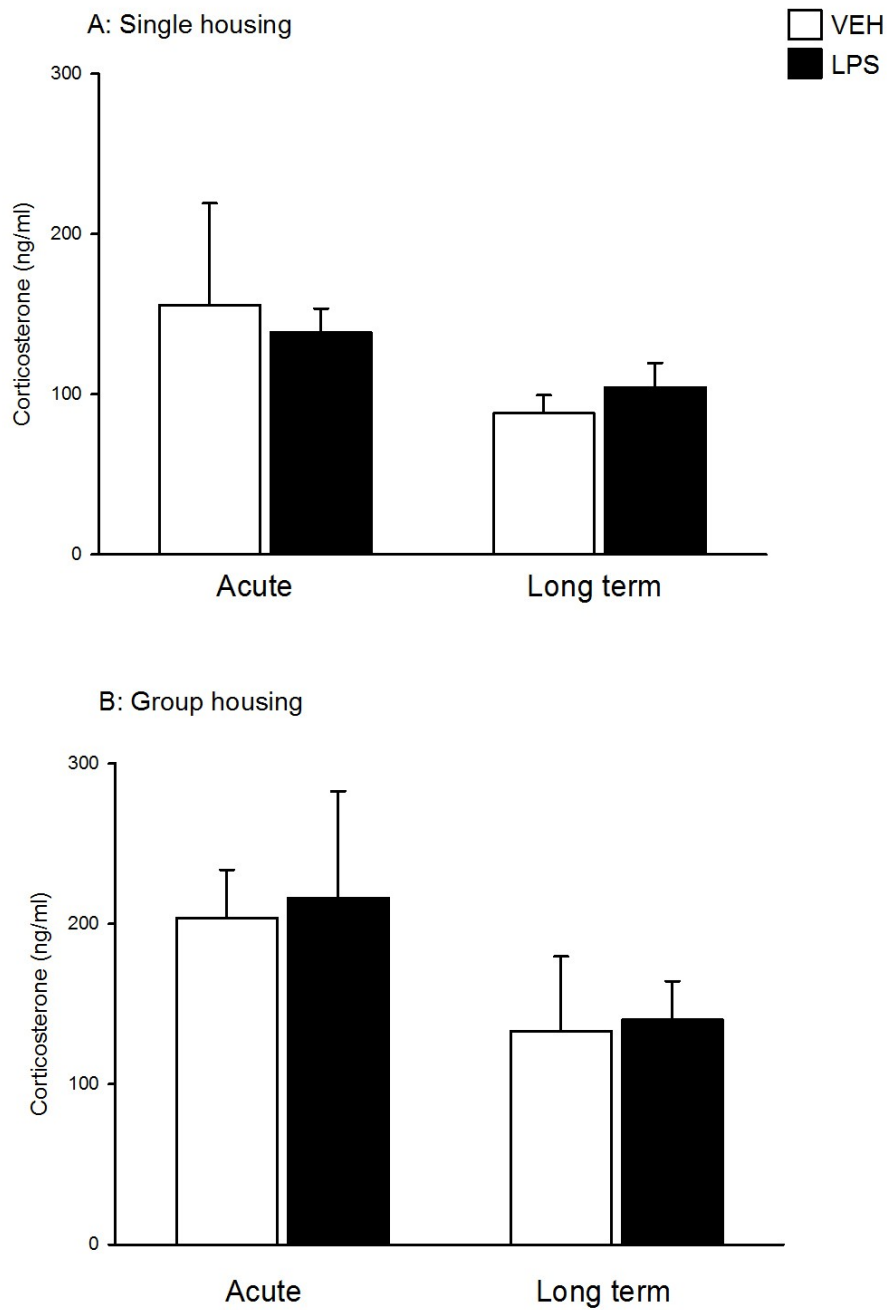 A: Single housing
VEH
LPS
300
200
100
0
Corticosterone (ng/ml)
Acute Long term
B: Group housing
300
200
100
0
Corticosterone (ng/ml)
Acute Long term